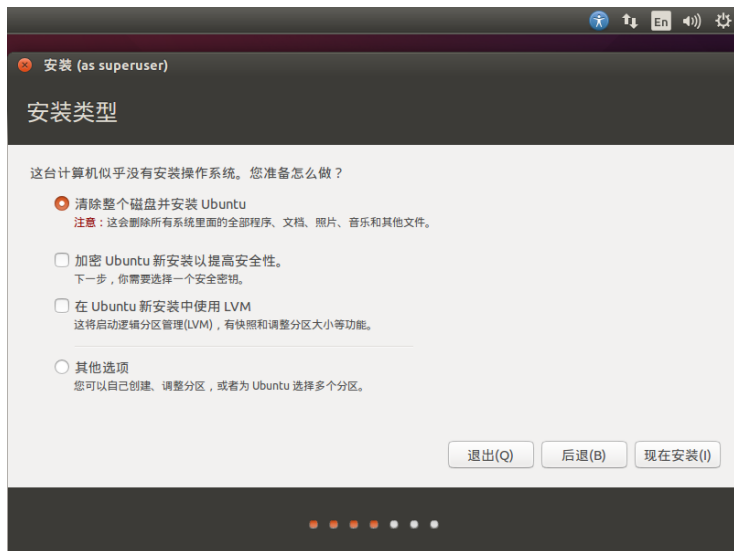 En
安装 (as superuser)
安装类型
这台计算机似乎没有安装操作系统。您准备怎么做？
清除整个磁盘并安装 Ubuntu
注意：这会删除所有系统里面的全部程序、文档、照片、音乐和其他文件。
加密 Ubuntu 新安装以提高安全性。
下一步，你需要选择一个安全密钥。
在 Ubuntu 新安装中使用 LVM
这将启动逻辑分区管理(LVM)，有快照和调整分区大小等功能。
其他选项
您可以自己创建、调整分区，或者为 Ubuntu 选择多个分区。
退出(Q) 后退(B) 现在安装(I)